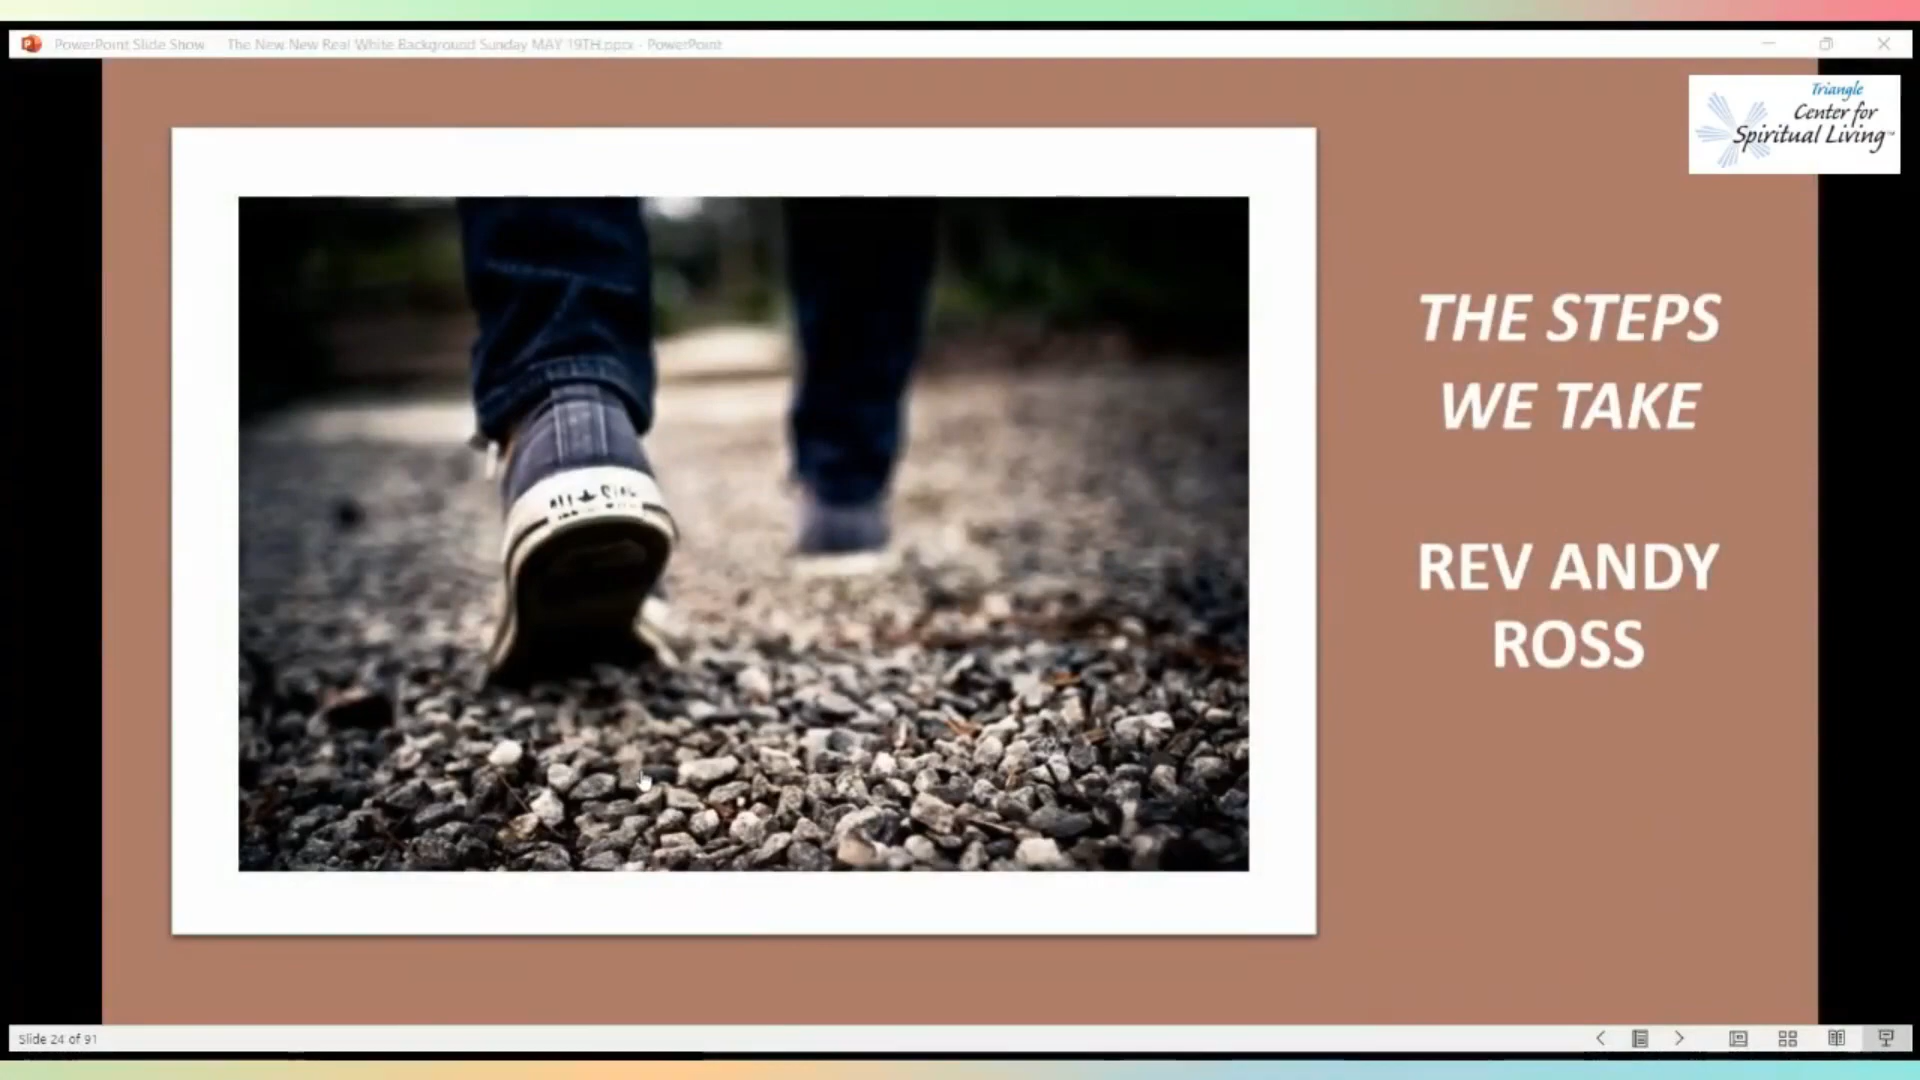 PowerPoint Slide Show
The New New Real White Background Sunday MAY 19TH.pptx - PowerPoint
Triangle
Center for
Spiritual Living™
THE STEPS
WE TAKE
REV ANDY
ROSS
Slide 24 of 91